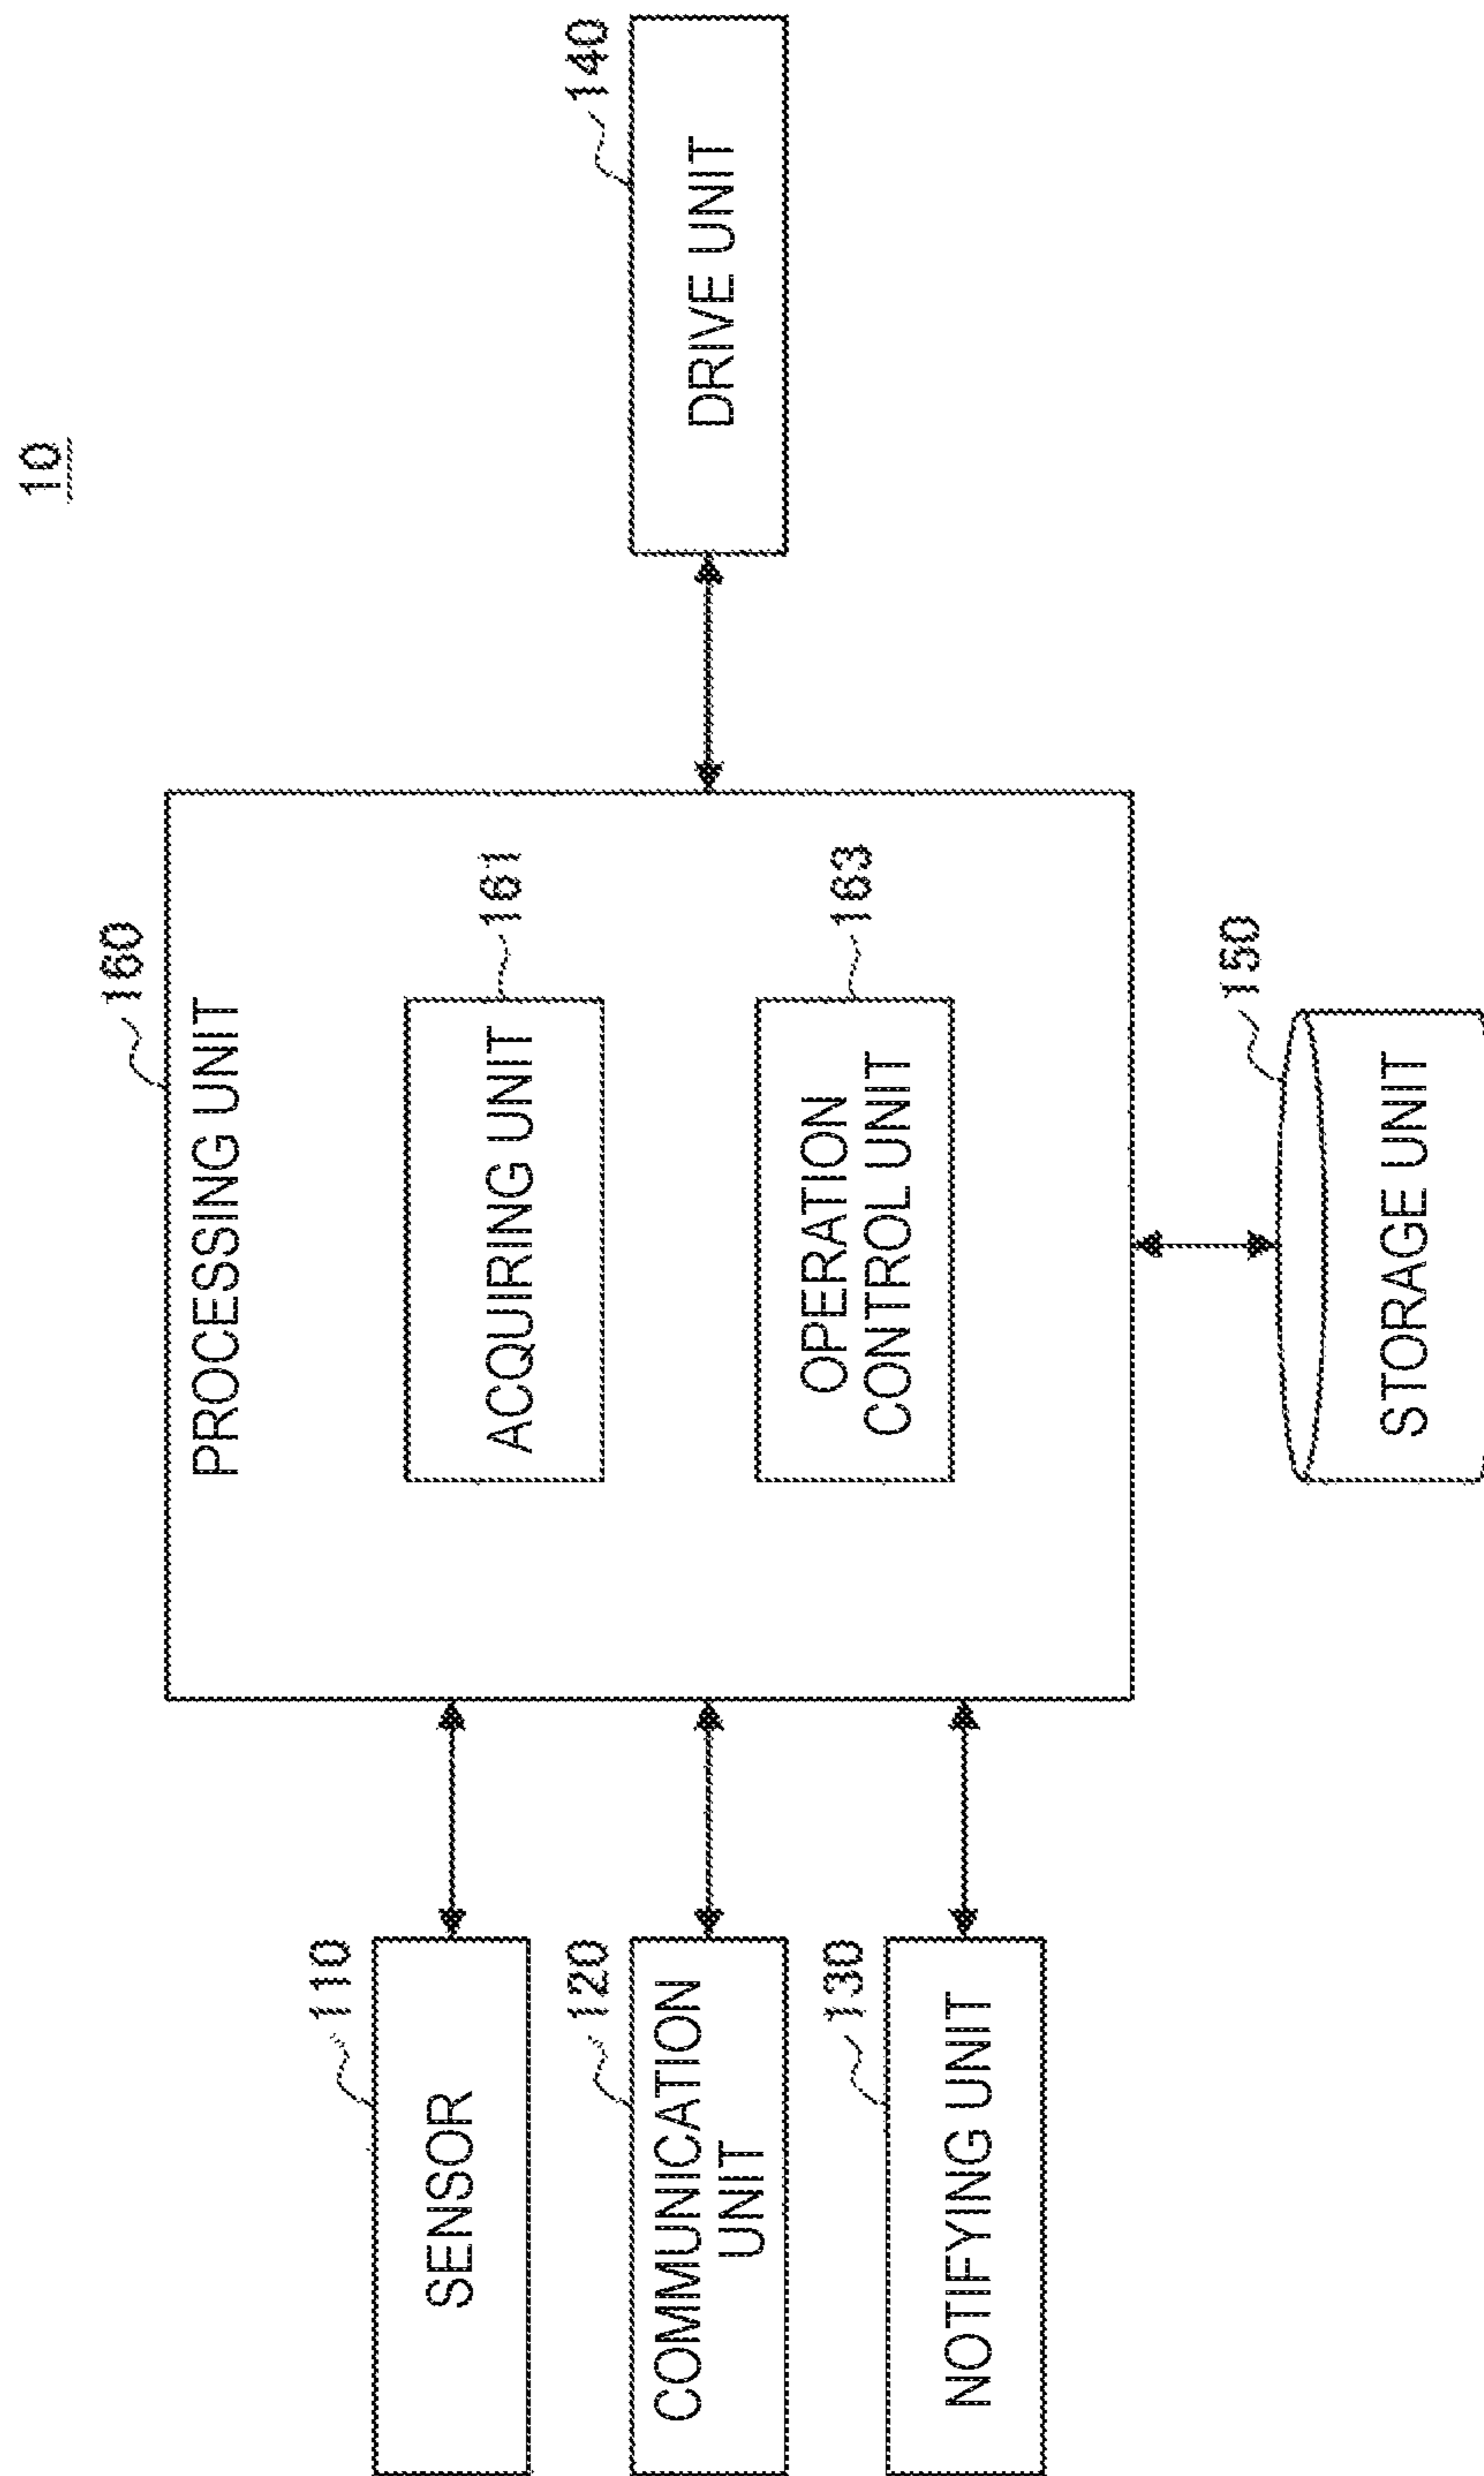 10
160
PROCESSING UNIT
110
SENSOR
161
ACQUIRING UNIT
120
COMMUNICATION
UNIT
140
DRIVE UNIT
130
NOTIFYING UNIT
163
OPERATION
CONTROL UNIT
150
STORAGE UNIT